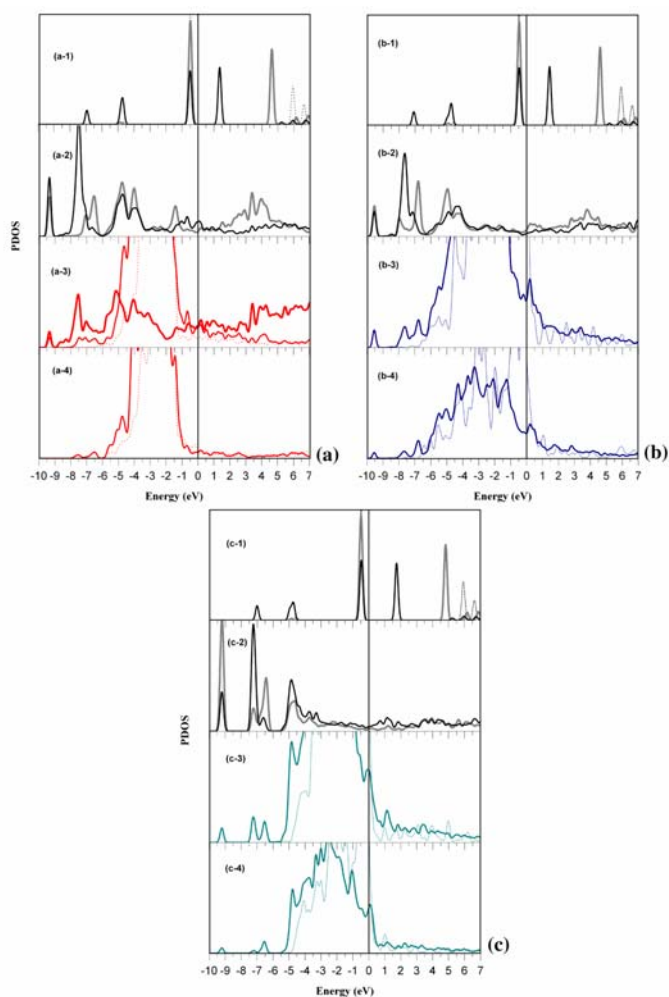 (a-1)
(a-2)
(a-3)
(a-4)
PDOS
-10 -9 -8 -7 -6 -5 -4 -3 -2 -1 0 1 2 3 4 5 6 7
Energy (eV)
(a)
(b-1)
(b-2)
(b-3)
(b-4)
-10 -9 -8 -7 -6 -5 -4 -3 -2 -1 0 1 2 3 4 5 6 7
Energy (eV)
(b)
(c-1)
(c-2)
(c-3)
(c-4)
PDOS
-10 -9 -8 -7 -6 -5 -4 -3 -2 -1 0 1 2 3 4 5 6 7
Energy (eV)
(c)